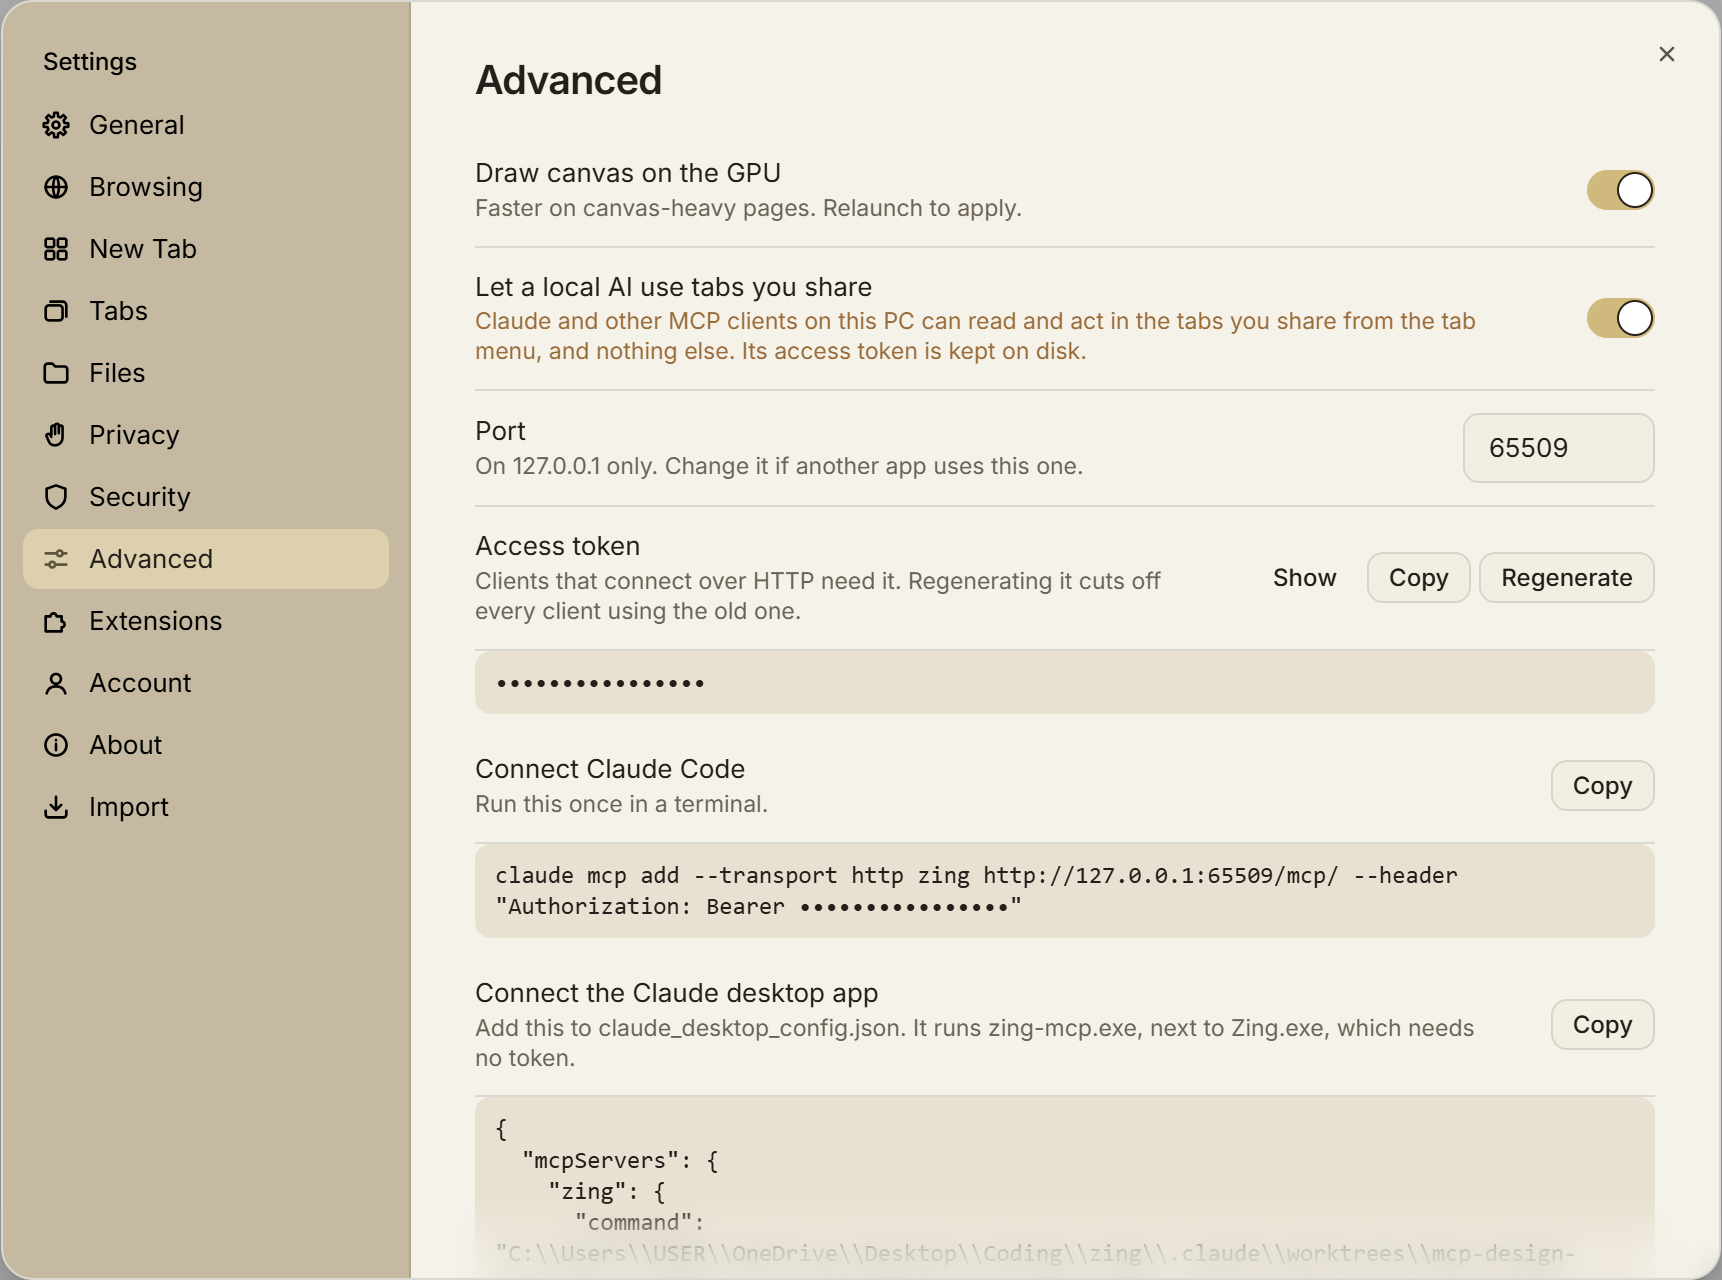 Settings
General
Browsing
New Tab
Tabs
Files
Privacy
Security
Advanced
Extensions
Account
About
Import
Advanced
Draw canvas on the GPU
Faster on canvas-heavy pages. Relaunch to apply.
Let a local AI use tabs you share
Claude and other MCP clients on this PC can read and act in the tabs you share from the tab
menu, and nothing else. Its access token is kept on disk.
Port
On 127.0.0.1 only. Change it if another app uses this one.
65509
Access token
Clients that connect over HTTP need it. Regenerating it cuts off
every client using the old one.
Show
Copy
Regenerate
••••••••••••••••
Connect Claude Code
Run this once in a terminal.
Copy
claude mcp add --transport http zing http://127.0.0.1:65509/mcp/ --header
"Authorization: Bearer ••••••••••••••••"
Connect the Claude desktop app
Add this to claude_desktop_config.json. It runs zing-mcp.exe, next to Zing.exe, which needs
no token.
Copy
{
"mcpServers": {
"zing": {
"command":
"C:\\Users\\USER\\OneDrive\\Desktop\\Coding\\zing\\.claude\\worktrees\\mcp-design-